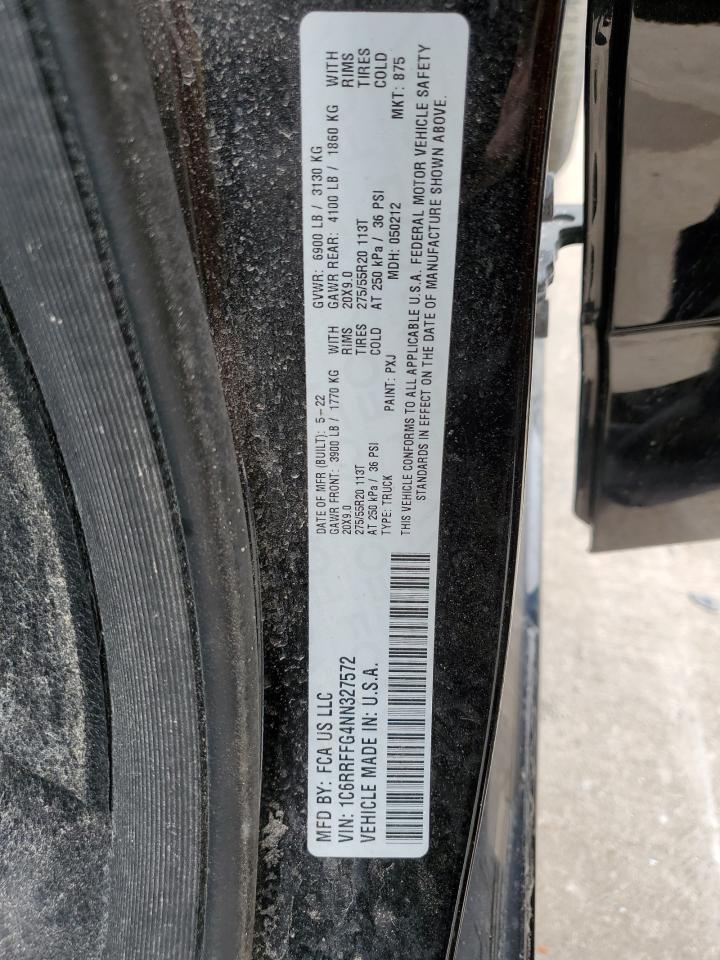 MFD BY: FCA US LLC
VIN: 1C6RRFFG4NN327572
VEHICLE MADE IN: U.S.A.
DATE OF MFR (BUILT): 5-22
GAWR FRONT: 3900 LB / 1770 KG WITH
20X9.0 RIMS
275/55R20 113T TIRES
AT 250 kPa / 36 PSI COLD
TYPE: TRUCK PAINT: PXJ
GVWR: 6900 LB / 3130 KG
GAWR REAR: 4100 LB / 1860 KG WITH
20X9.0 RIMS
275/55R20 113T TIRES
AT 250 kPa / 36 PSI COLD
MDH: 050212 MKT: 875
THIS VEHICLE CONFORMS TO ALL APPLICABLE U.S.A. FEDERAL MOTOR VEHICLE SAFETY
STANDARDS IN EFFECT ON THE DATE OF MANUFACTURE SHOWN ABOVE.